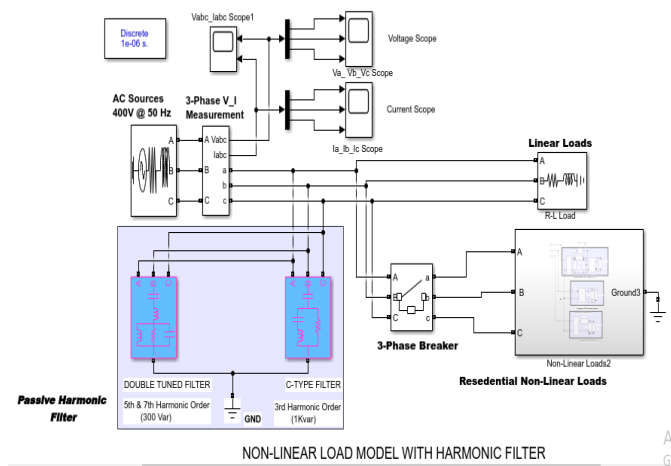 Vabc_Iabc Scope1
Discrete
1e-06 s.
Voltage Scope
Va_ Vb_Vc Scope
AC Sources
400V @ 50 Hz
3-Phase V_I
Measurement
Current Scope
Ia_Ib_Ic Scope
Linear Loads
A
B
C
A
B
C
Vabc
Iabc
a
b
c
A
B
C
R-L Load
A
B
C
A
B
C
A
B
C
a
b
c
3-Phase Breaker
A
B
C
Ground3
Non-Linear Loads2
Resedential Non-Linear Loads
DOUBLE TUNED FILTER
C-TYPE FILTER
Passive Harmonic
Filter
5th & 7th Harmonic Order
(300 Var)
GND
3rd Harmonic Order
(1Kvar)
NON-LINEAR LOAD MODEL WITH HARMONIC FILTER